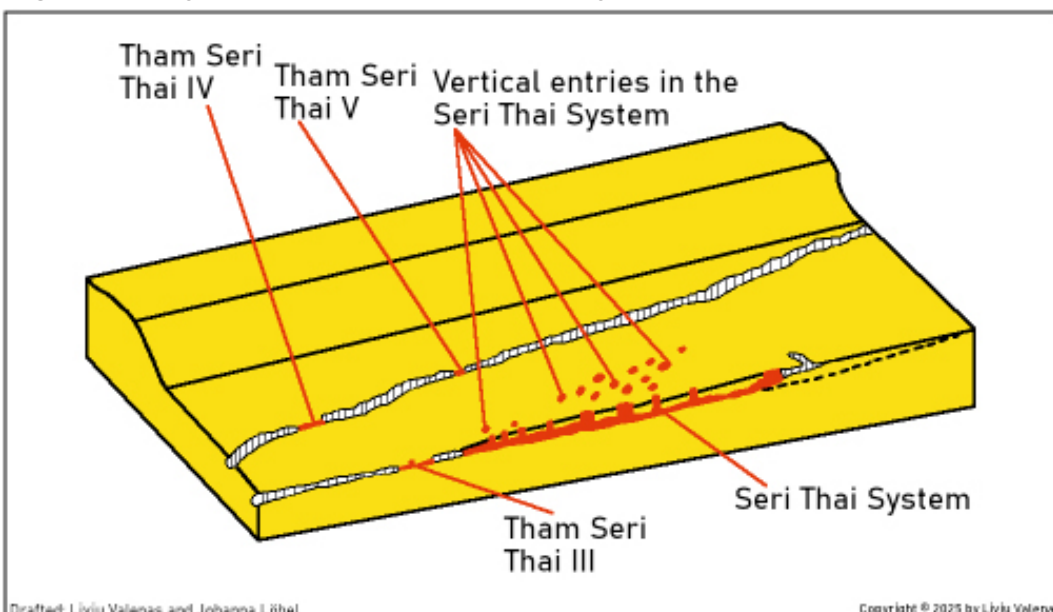 Tham Seri
Thai IV
Tham Seri
Thai V
Vertical entries in the
Seri Thai System
Seri Thai System
Tham Seri
Thai III
Drafted: Liviu Valenas and Johanna Löbel
Copyright © 2025 by Liviu Valenas